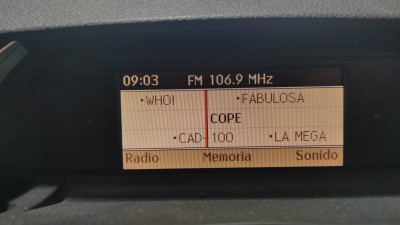 09:03 FM 106.9 MHz
•WHO! •FABULOSA
COPE
•CAD-100 •LA MEGA
Radio Memoria Sonido